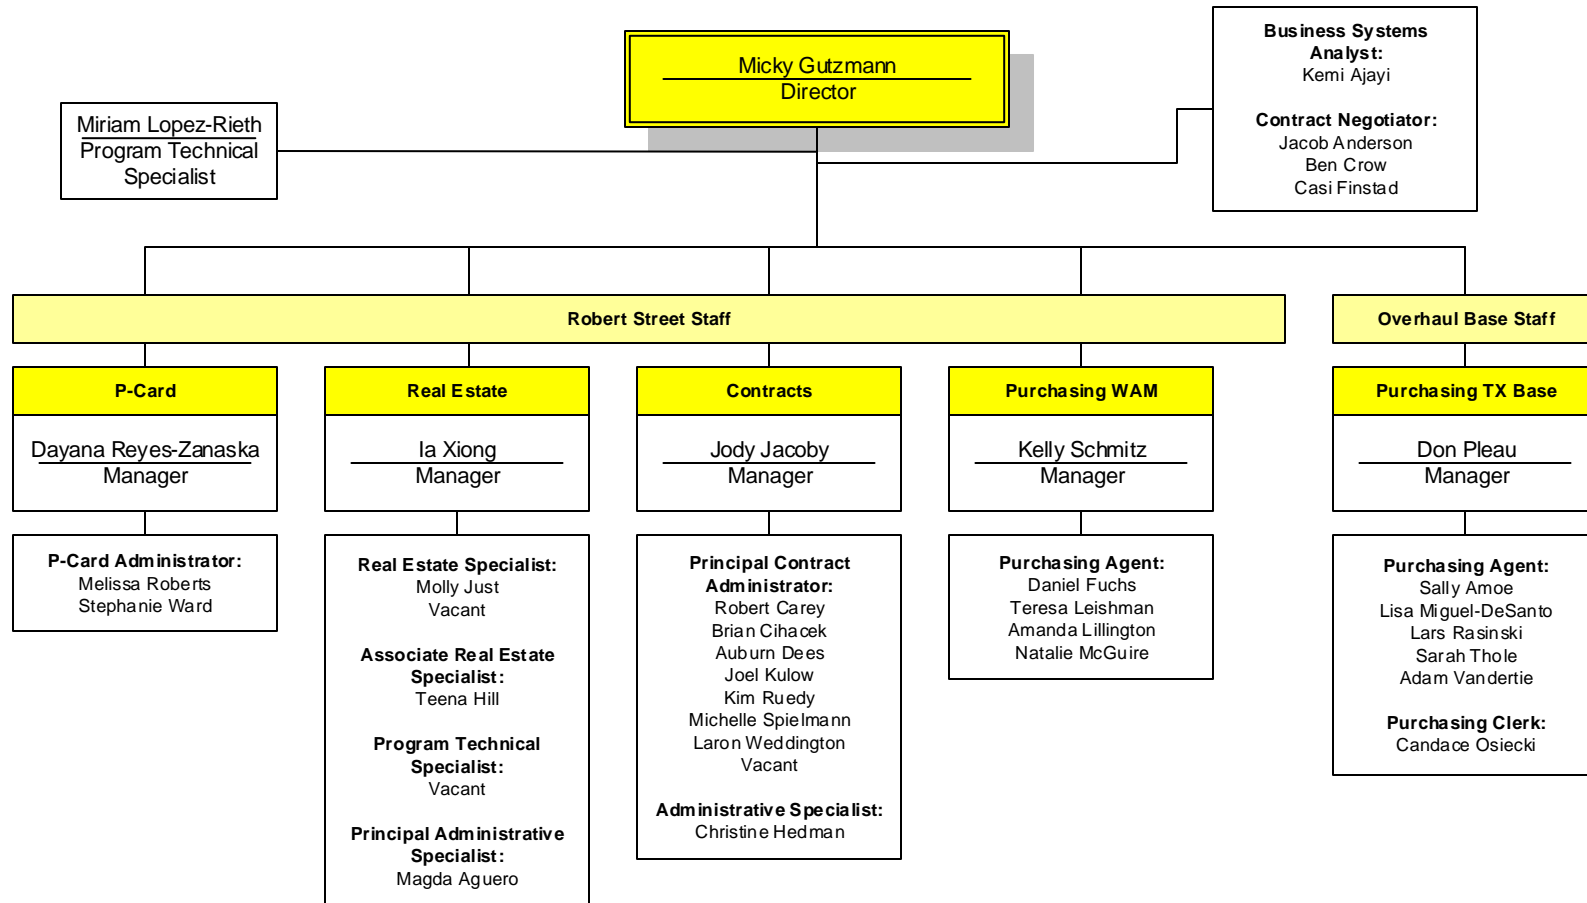 Micky Gutzmann
Director
Miriam Lopez-Rieth
Program Technical
Specialist
Business Systems
Analyst:
Kemi Ajayi
Contract Negotiator:
Jacob Anderson
Ben Crow
Casi Finstad
Robert Street Staff
Overhaul Base Staff
P-Card
Dayana Reyes-Zanaska
Manager
P-Card Administrator:
Melissa Roberts
Stephanie Ward
Real Estate
Ia Xiong
Manager
Real Estate Specialist:
Molly Just
Vacant
Associate Real Estate
Specialist:
Teena Hill
Program Technical
Specialist:
Vacant
Principal Administrative
Specialist:
Magda Aguero
Contracts
Jody Jacoby
Manager
Principal Contract
Administrator:
Robert Carey
Brian Cihacek
Auburn Dees
Joel Kulow
Kim Ruedy
Michelle Spielmann
Laron Weddington
Vacant
Administrative Specialist:
Christine Hedman
Purchasing WAM
Kelly Schmitz
Manager
Purchasing Agent:
Daniel Fuchs
Teresa Leishman
Amanda Lillington
Natalie McGuire
Purchasing TX Base
Don Pleau
Manager
Purchasing Agent:
Sally Amoe
Lisa Miguel-DeSanto
Lars Rasinski
Sarah Thole
Adam Vandertie
Purchasing Clerk:
Candace Osiecki